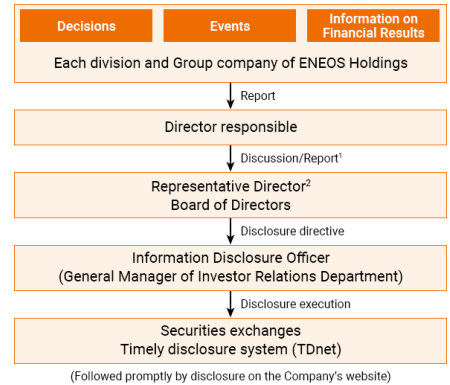 Decisions
Events
Information on
Financial Results
Each division and Group company of ENEOS Holdings
Report
Director responsible
Discussion/Report¹
Representative Director²
Board of Directors
Disclosure directive
Information Disclosure Officer
(General Manager of Investor Relations Department)
Disclosure execution
Securities exchanges
Timely disclosure system (TDnet)
(Followed promptly by disclosure on the Company's website)